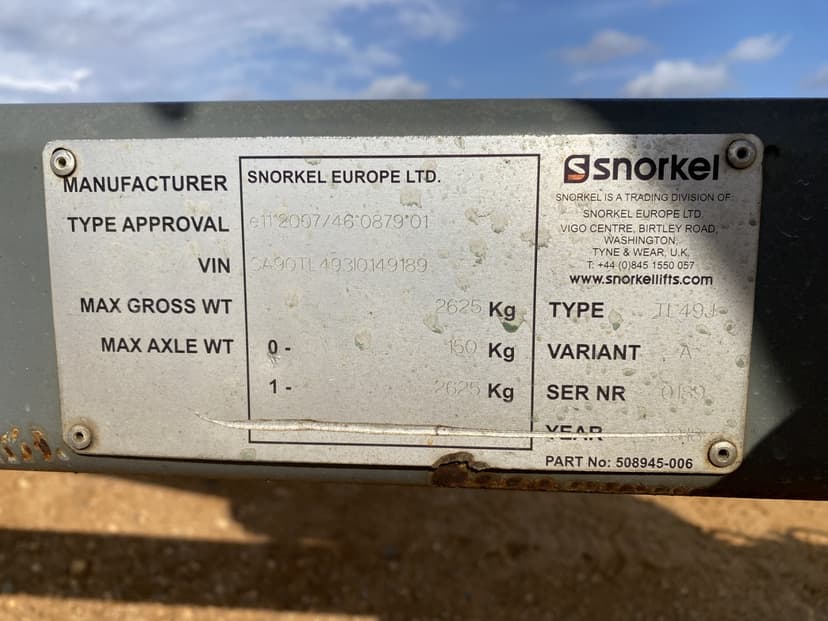 MANUFACTURER SNORKEL EUROPE LTD.
TYPE APPROVAL e11*2007/46*0879*01
VIN
MAX GROSS WT 2625 Kg
MAX AXLE WT 0- 150 Kg
1- 2625 Kg
snorkel
SNORKEL IS A TRADING DIVISION OF
SNORKEL EUROPE LTD.
VIGO CENTRE, BIRTLEY ROAD,
WASHINGTON,
TYNE & WEAR, U.K.
T: +44 (0)845 1550 057
www.snorkellifts.com
TYPE TL49J
VARIANT A
SER NR 0189
YEAR
PART No: 508945-006